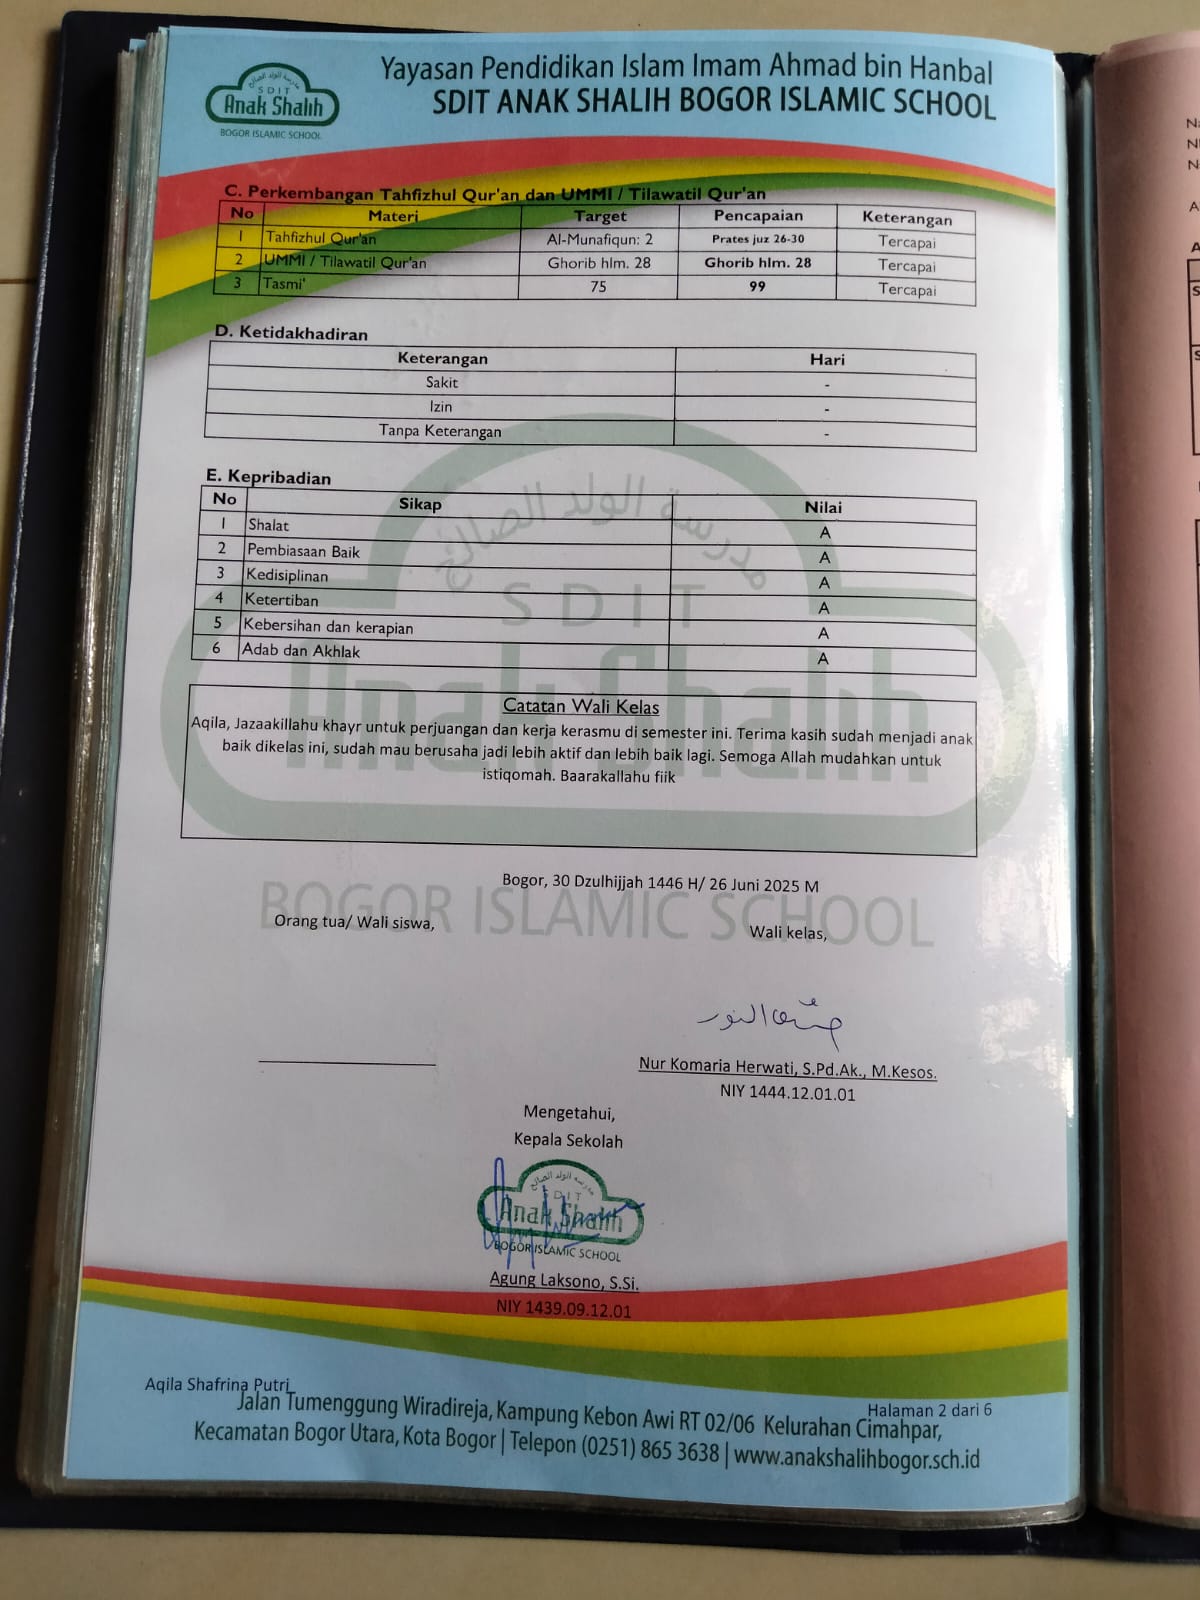 مدرسة الولد الصالح
SDIT
Anak Shalih
BOGOR ISLAMIC SCHOOL
Yayasan Pendidikan Islam Imam Ahmad bin Hanbal
SDIT ANAK SHALIH BOGOR ISLAMIC SCHOOL
C. Perkembangan Tahfizhul Qur'an dan UMMI / Tilawatil Qur'an
No Materi Target Pencapaian Keterangan
1 Tahfizhul Qur'an Al-Munafiqun: 2 Prates juz 26-30 Tercapai
2 UMMI / Tilawatil Qur'an Ghorib hlm. 28 Ghorib hlm. 28 Tercapai
3 Tasmi' 75 99 Tercapai
D. Ketidakhadiran
Keterangan Hari
Sakit -
Izin -
Tanpa Keterangan -
E. Kepribadian
No Sikap Nilai
1 Shalat A
2 Pembiasaan Baik A
3 Kedisiplinan A
4 Ketertiban A
5 Kebersihan dan kerapian A
6 Adab dan Akhlak A
مدرسة الولد الصالح
SDIT
Anak Shalih
BOGOR ISLAMIC SCHOOL
Catatan Wali Kelas
Aqila, Jazaakillahu khayr untuk perjuangan dan kerja kerasmu di semester ini. Terima kasih sudah menjadi anak
baik dikelas ini, sudah mau berusaha jadi lebih aktif dan lebih baik lagi. Semoga Allah mudahkan untuk
istiqomah. Baarakallahu fiik
Bogor, 30 Dzulhijjah 1446 H/ 26 Juni 2025 M
Orang tua/ Wali siswa, Wali kelas,
Nur Komaria Herwati, S.Pd.Ak., M.Kesos.
NIY 1444.12.01.01
Mengetahui,
Kepala Sekolah
مدرسة الولد الصالح
SDIT
Anak Shalih
BOGOR ISLAMIC SCHOOL
Agung Laksono, S.Si.
NIY 1439.09.12.01
Aqila Shafrina Putri
Halaman 2 dari 6
Jalan Tumenggung Wiradireja, Kampung Kebon Awi RT 02/06 Kelurahan Cimahpar,
Kecamatan Bogor Utara, Kota Bogor | Telepon (0251) 865 3638 | www.anakshalihbogor.sch.id